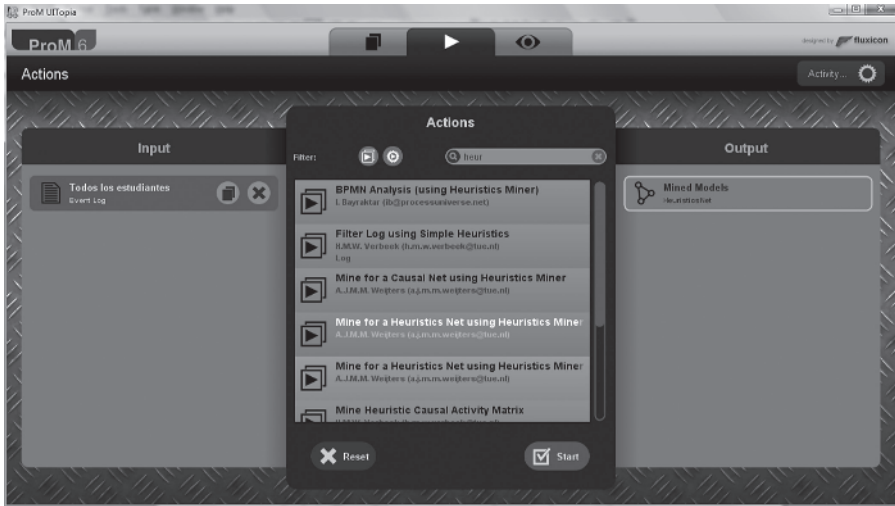 ProM UITopia
ProM 6
designed by fluxicon
Actions
Activity...
Input
Todos los estudiantes
Event Log
Actions
Filter:
heur
BPMN Analysis (using Heuristics Miner)
I. Bayraktar (ib@processuniverse.net)
Filter Log using Simple Heuristics
H.M.W. Verbeek (h.m.w.verbeek@tue.nl)
Log
Mine for a Causal Net using Heuristics Miner
A.J.M.M. Weijters (a.j.m.m.weijters@tue.nl)
Mine for a Heuristics Net using Heuristics Miner
A.J.M.M. Weijters (a.j.m.m.weijters@tue.nl)
Mine for a Heuristics Net using Heuristics Miner
A.J.M.M. Weijters (a.j.m.m.weijters@tue.nl)
Mine Heuristic Causal Activity Matrix
Reset
Start
Output
Mined Models
HeuristicsNet